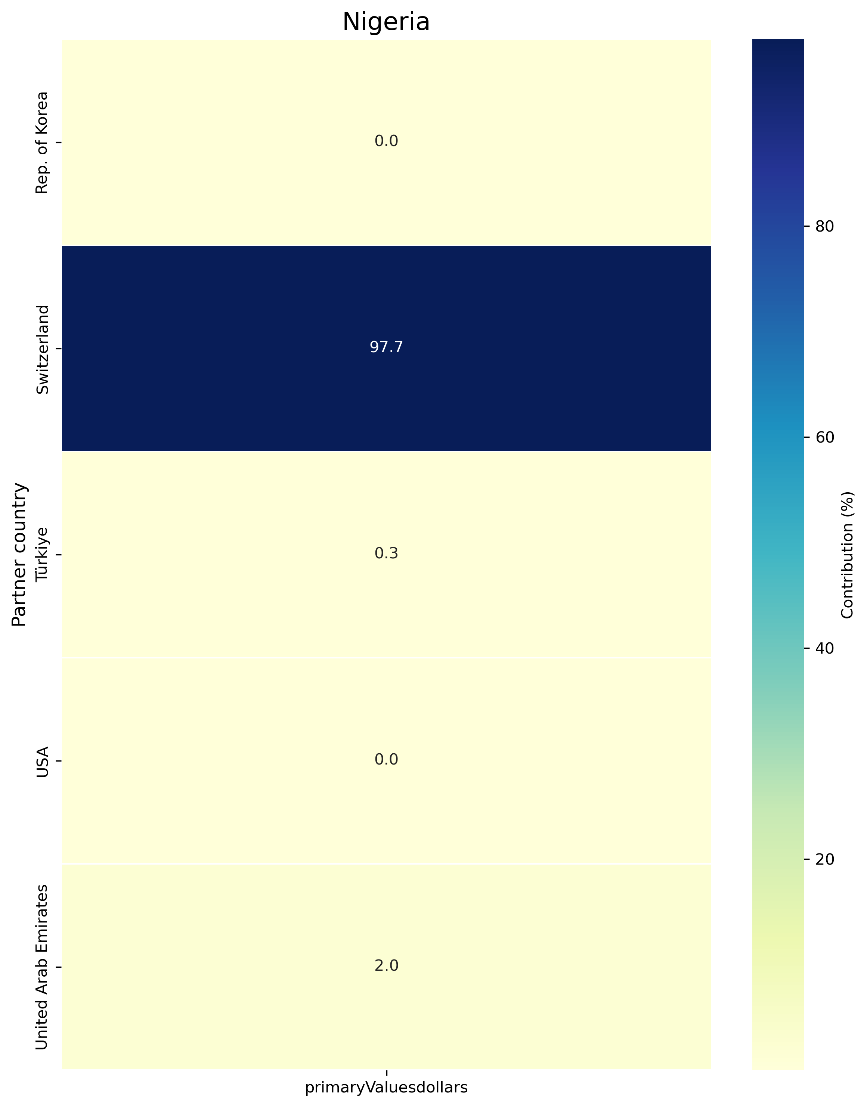 Nigeria
Rep. of Korea
0.0
Switzerland
97.7
Türkiye
0.3
USA
0.0
United Arab Emirates
2.0
Partner country
primaryValuesdollars
80
60
40
20
Contribution (%)